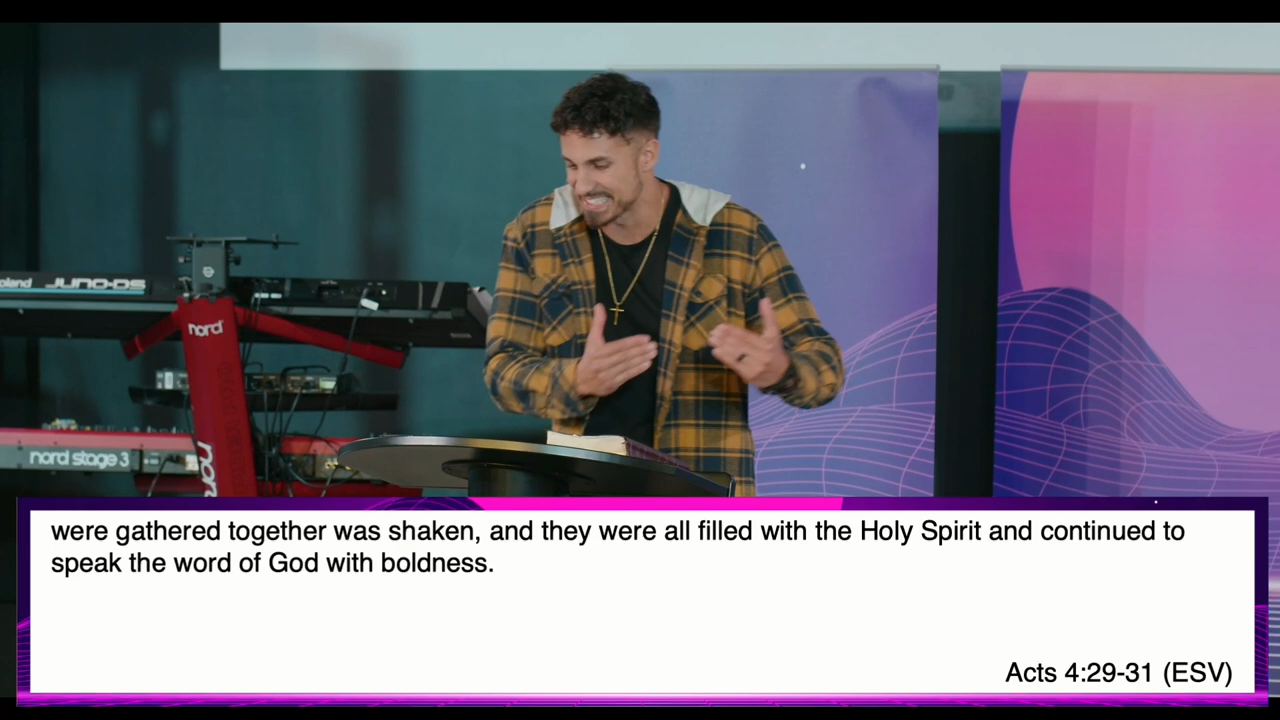 Roland JUNO-DS
nord
nord stage 3
nord
were gathered together was shaken, and they were all filled with the Holy Spirit and continued to
speak the word of God with boldness.
Acts 4:29-31 (ESV)